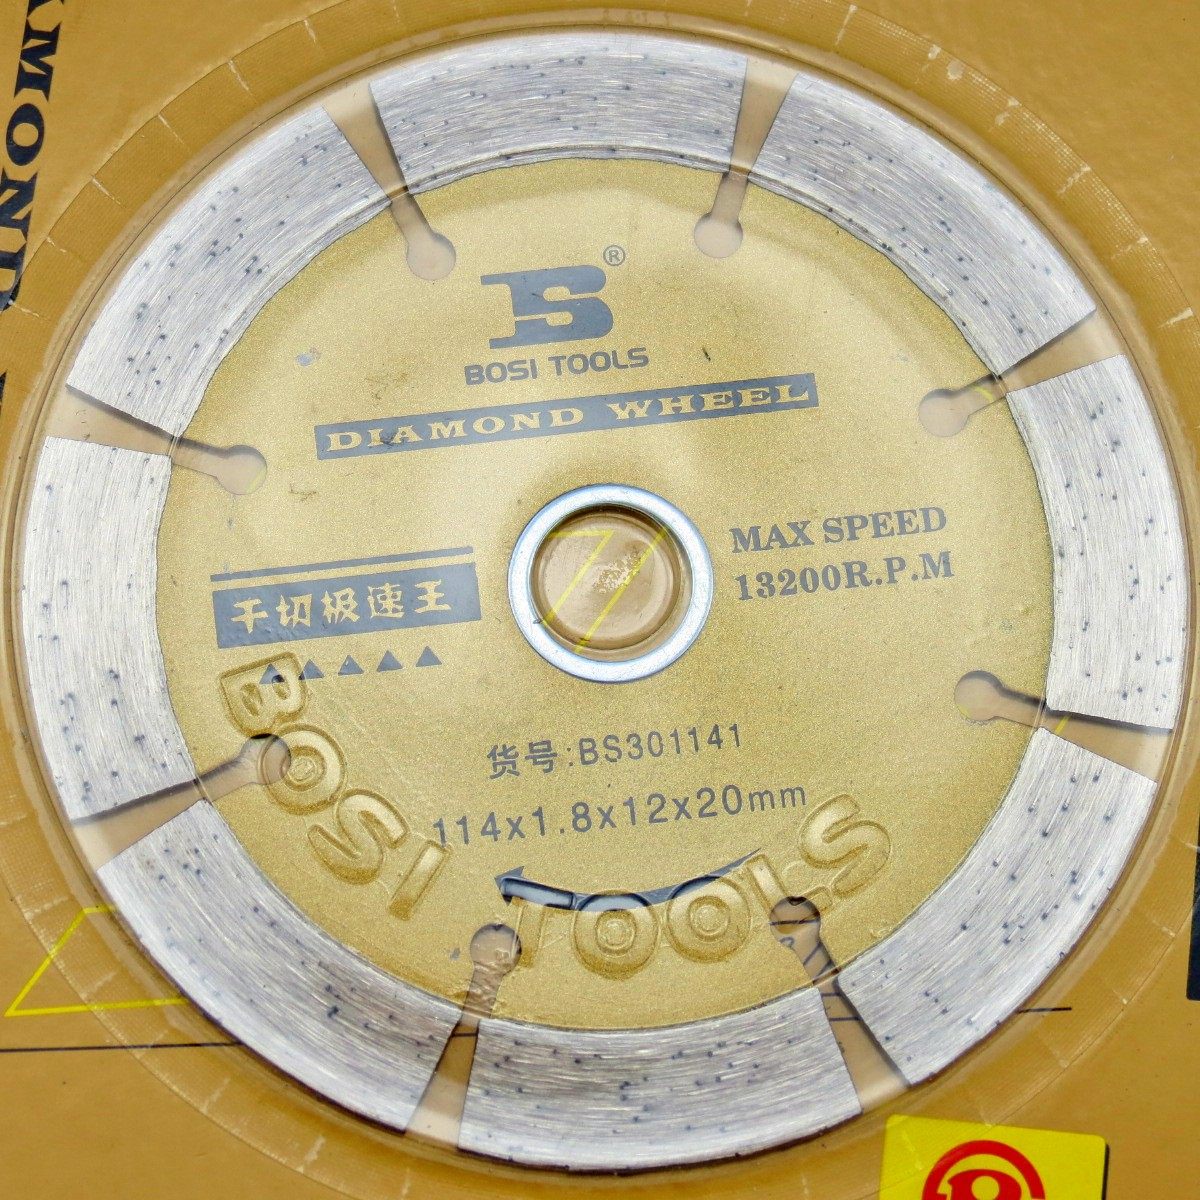 AMOND
®
BOSI TOOLS
DIAMOND WHEEL
MAX SPEED
13200R.P.M
干切极速王
货号:BS301141
114x1.8x12x20mm
BOSI TOOLS